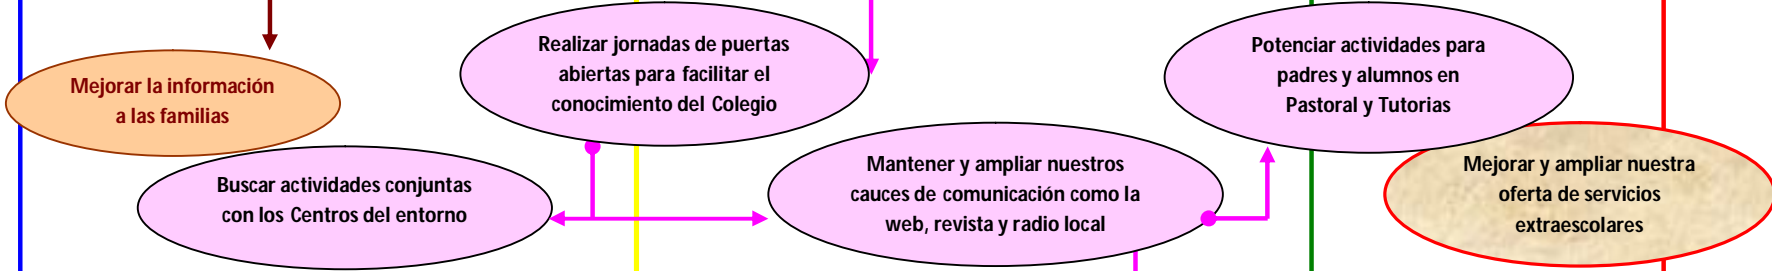 Mejorar la información
a las familias
Realizar jornadas de puertas
abiertas para facilitar el
conocimiento del Colegio
Potenciar actividades para
padres y alumnos en
Pastoral y Tutorias
Buscar actividades conjuntas
con los Centros del entorno
Mantener y ampliar nuestros
cauces de comunicación como la
web, revista y radio local
Mejorar y ampliar nuestra
oferta de servicios
extraescolares